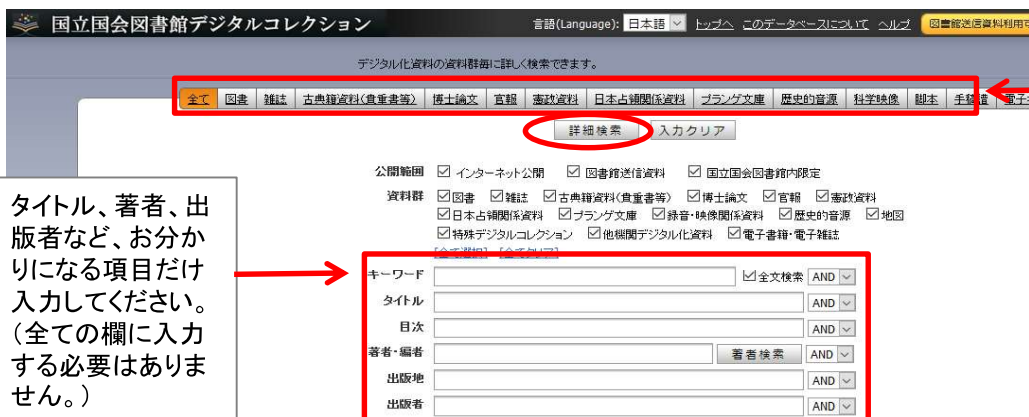 国立国会図書館デジタルコレクション 言語(Language): 日本語 トップへ このデータベースについて ヘルプ 図書館送信資料利用可
デジタル化資料の資料群毎に詳しく検索できます。
全て 図書 雑誌 古典籍資料(貴重書等) 博士論文 官報 憲政資料 日本占領関係資料 プランゲ文庫 歴史的音源 科学映像 脚本 手稿譜 電子
詳細検索 入力クリア
公開範囲 インターネット公開 図書館送信資料 国立国会図書館内限定
資料群 図書 雑誌 古典籍資料(貴重書等) 博士論文 官報 憲政資料
日本占領関係資料 プランゲ文庫 録音・映像関係資料 歴史的音源 地図
特殊デジタルコレクション 他機関デジタル化資料 電子書籍・電子雑誌
[全て選択] [全てクリア]
キーワード 全文検索 AND
タイトル AND
目次 AND
著者・編者 著者検索 AND
出版地 AND
出版者 AND
タイトル、著者、出
版者など、お分か
りになる項目だけ
入力してください。
(全ての欄に入力
する必要はありま
せん。)